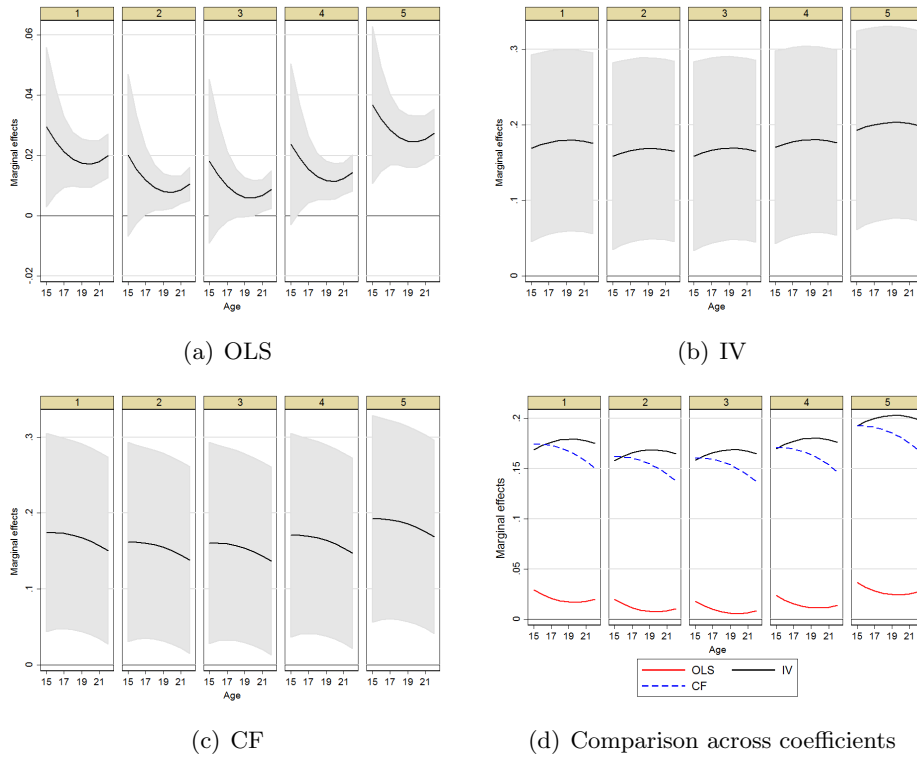 1 2 3 4 5
Marginal effects
-.02 0 .02 .04 .06
15 17 19 21 15 17 19 21 15 17 19 21 15 17 19 21 15 17 19 21
Age
(a) OLS
1 2 3 4 5
Marginal effects
0 .1 .2 .3
15 17 19 21 15 17 19 21 15 17 19 21 15 17 19 21 15 17 19 21
Age
(b) IV
1 2 3 4 5
Marginal effects
0 .1 .2 .3
15 17 19 21 15 17 19 21 15 17 19 21 15 17 19 21 15 17 19 21
Age
(c) CF
1 2 3 4 5
Marginal effects
0 .05 .1 .15 .2
15 17 19 21 15 17 19 21 15 17 19 21 15 17 19 21 15 17 19 21
Age
OLS IV
CF
(d) Comparison across coefficients